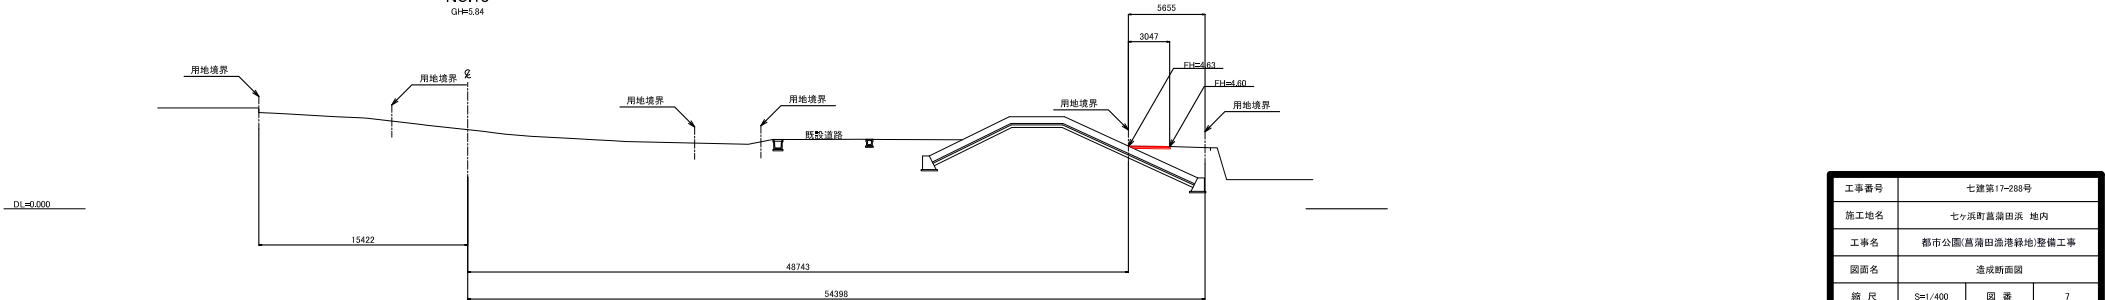 GH=5.84
5655
3047
FH=4.63
FH=4.60
用地境界
用地境界
用地境界
用地境界
用地境界
用地境界
既設道路
DL=0.000
15422
48743
54398
工事番号 七建第17-288号
施工地名 七ヶ浜町菖蒲田浜 地内
工事名 都市公園(菖蒲田漁港緑地)整備工事
図面名 造成断面図
縮 尺 S=1/400 図 番 7